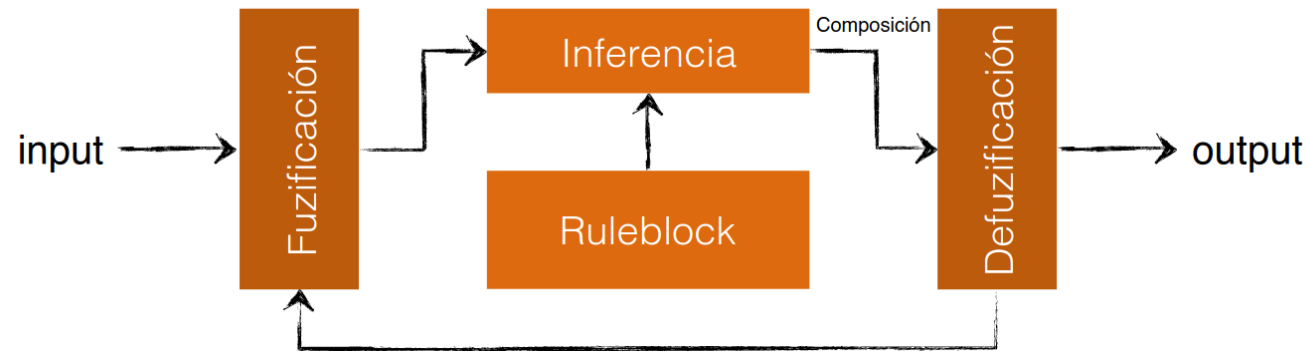 input
Fuzificación
Inferencia
Ruleblock
Composición
Defuzificación
output